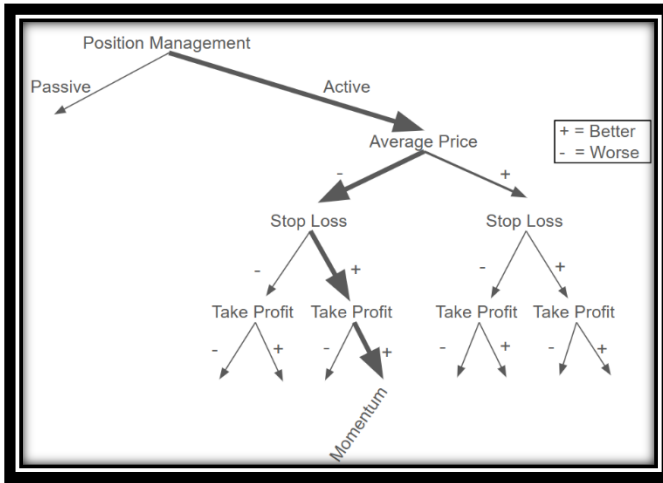 Position Management
Passive
Active
Average Price
+ = Better
- = Worse
-
+
Stop Loss
Stop Loss
-
+
-
+
Take Profit
Take Profit
Take Profit
Take Profit
-
+
-
+
-
+
-
+
Momentum